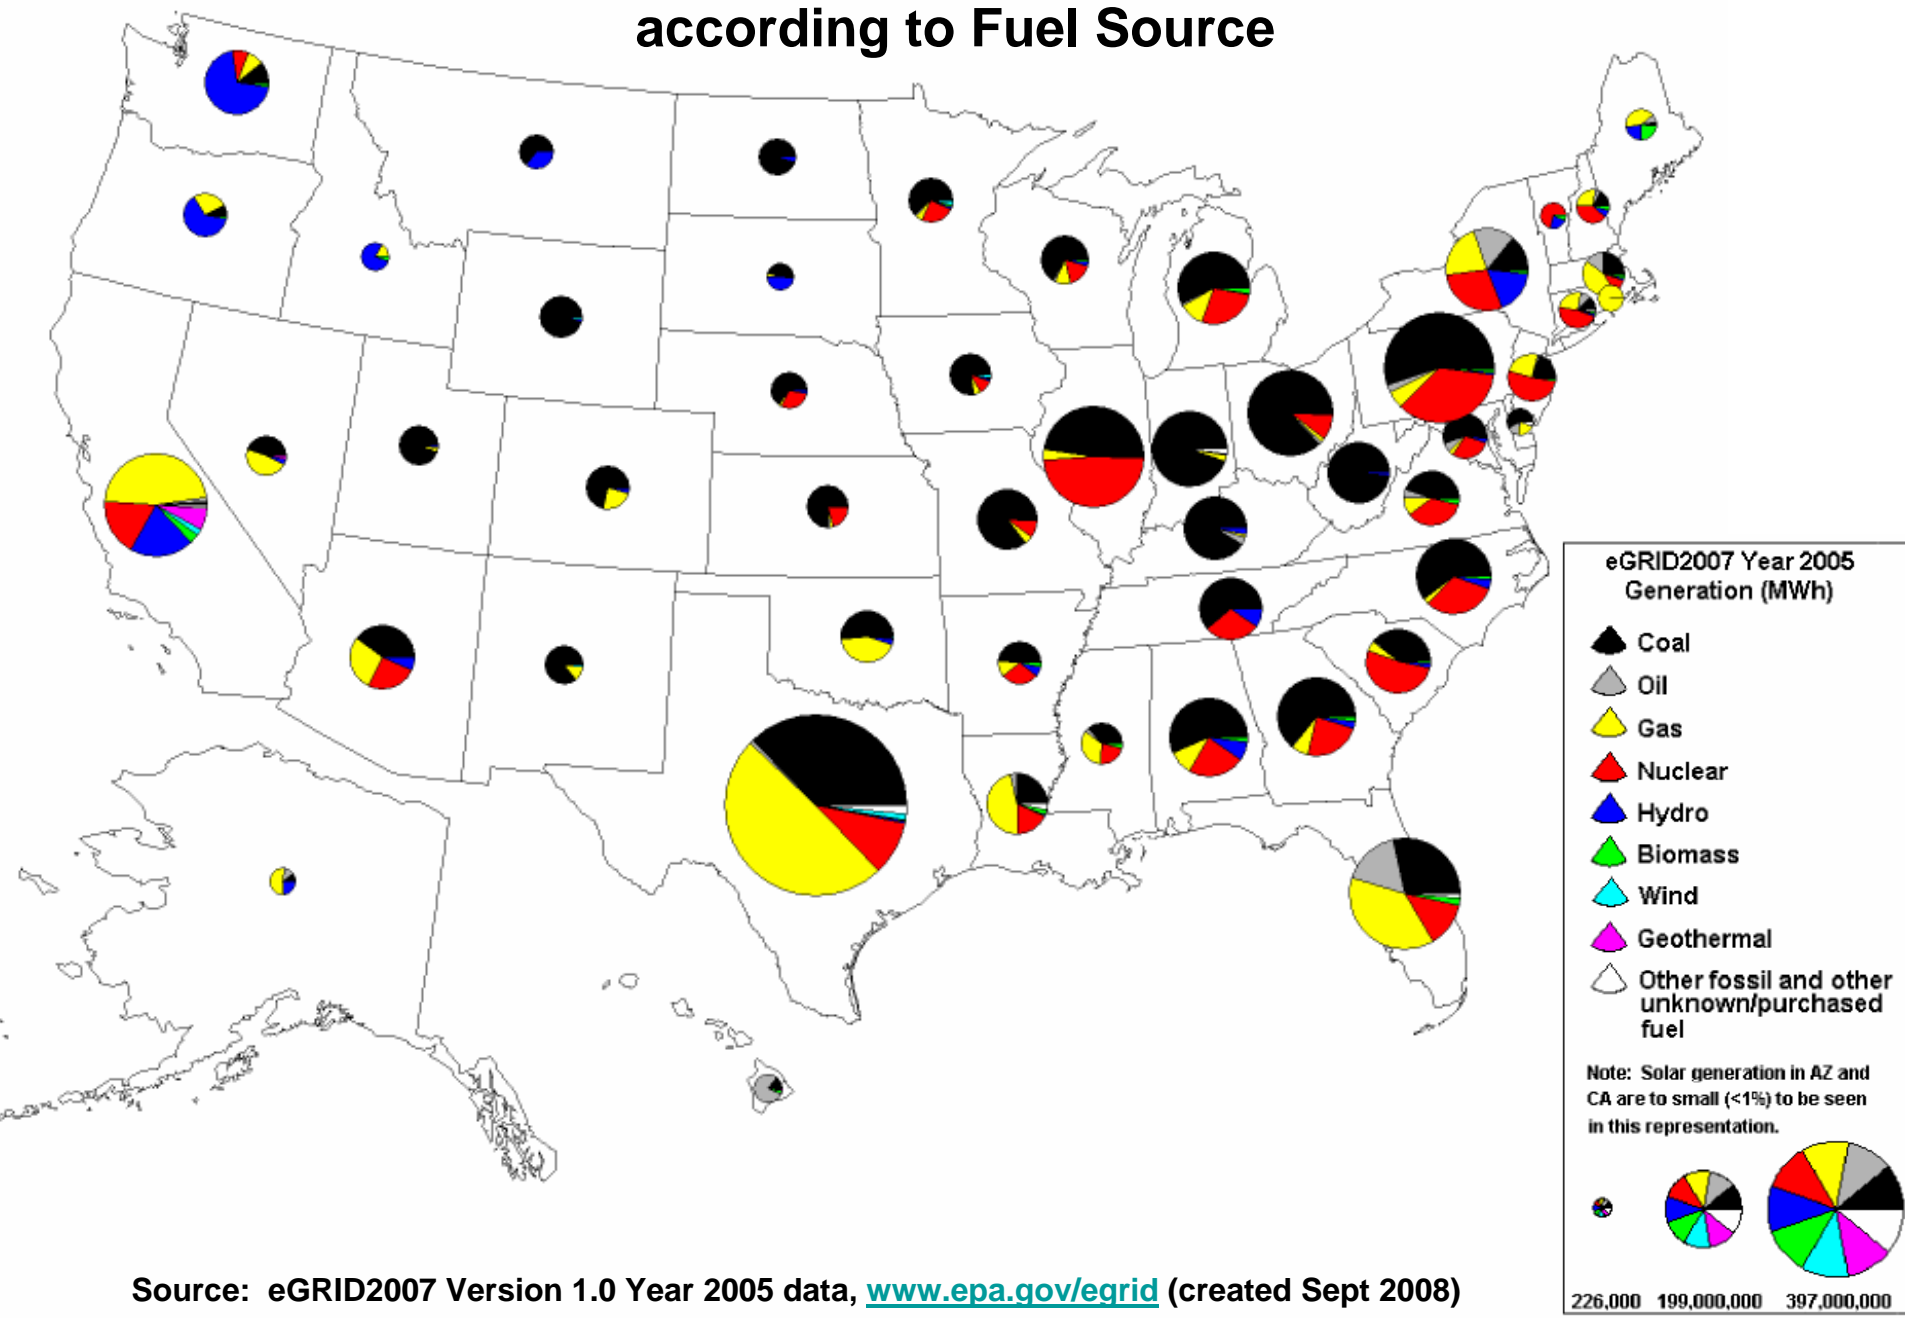 according to Fuel Source
eGRID2007 Year 2005
Generation (MWh)
Coal
Oil
Gas
Nuclear
Hydro
Biomass
Wind
Geothermal
Other fossil and other
unknown/purchased
fuel
Note: Solar generation in AZ and
CA are to small (<1%) to be seen
in this representation.
226,000 199,000,000 397,000,000
Source: eGRID2007 Version 1.0 Year 2005 data, www.epa.gov/egrid (created Sept 2008)